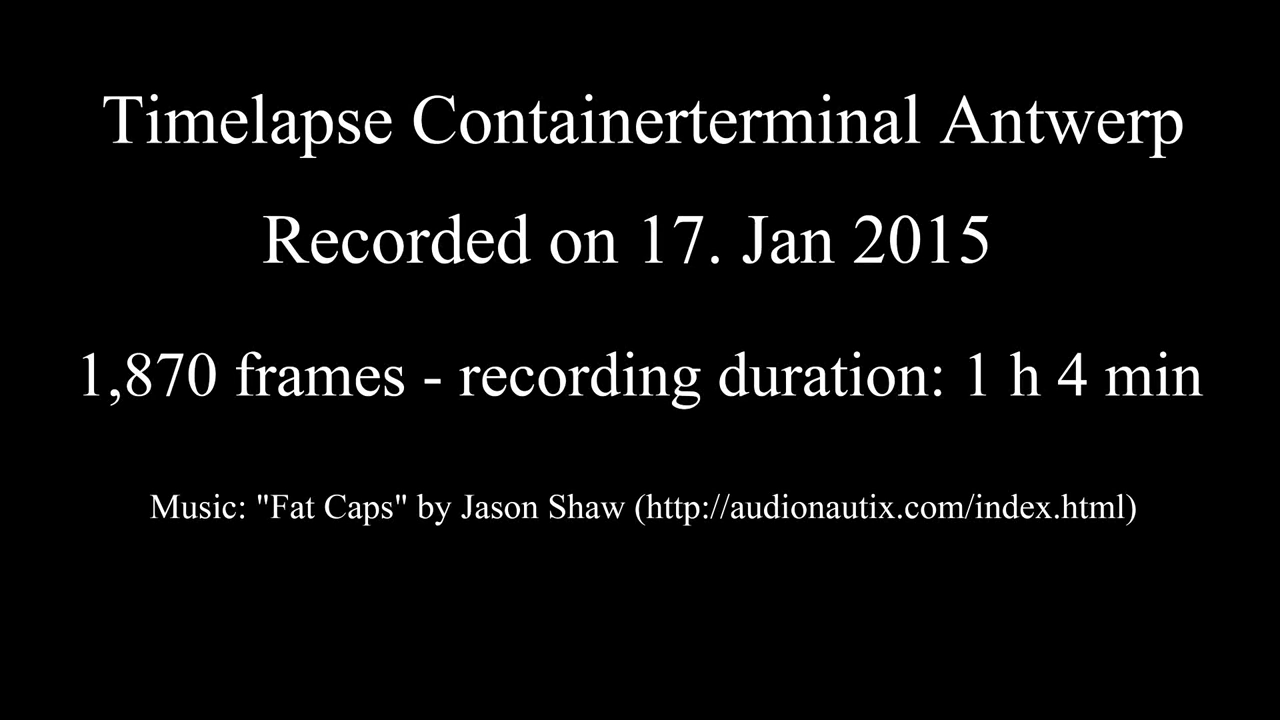 Timelapse Containerterminal Antwerp
Recorded on 17. Jan 2015
1,870 frames - recording duration: 1 h 4 min
Music: "Fat Caps" by Jason Shaw (http://audionautix.com/index.html)